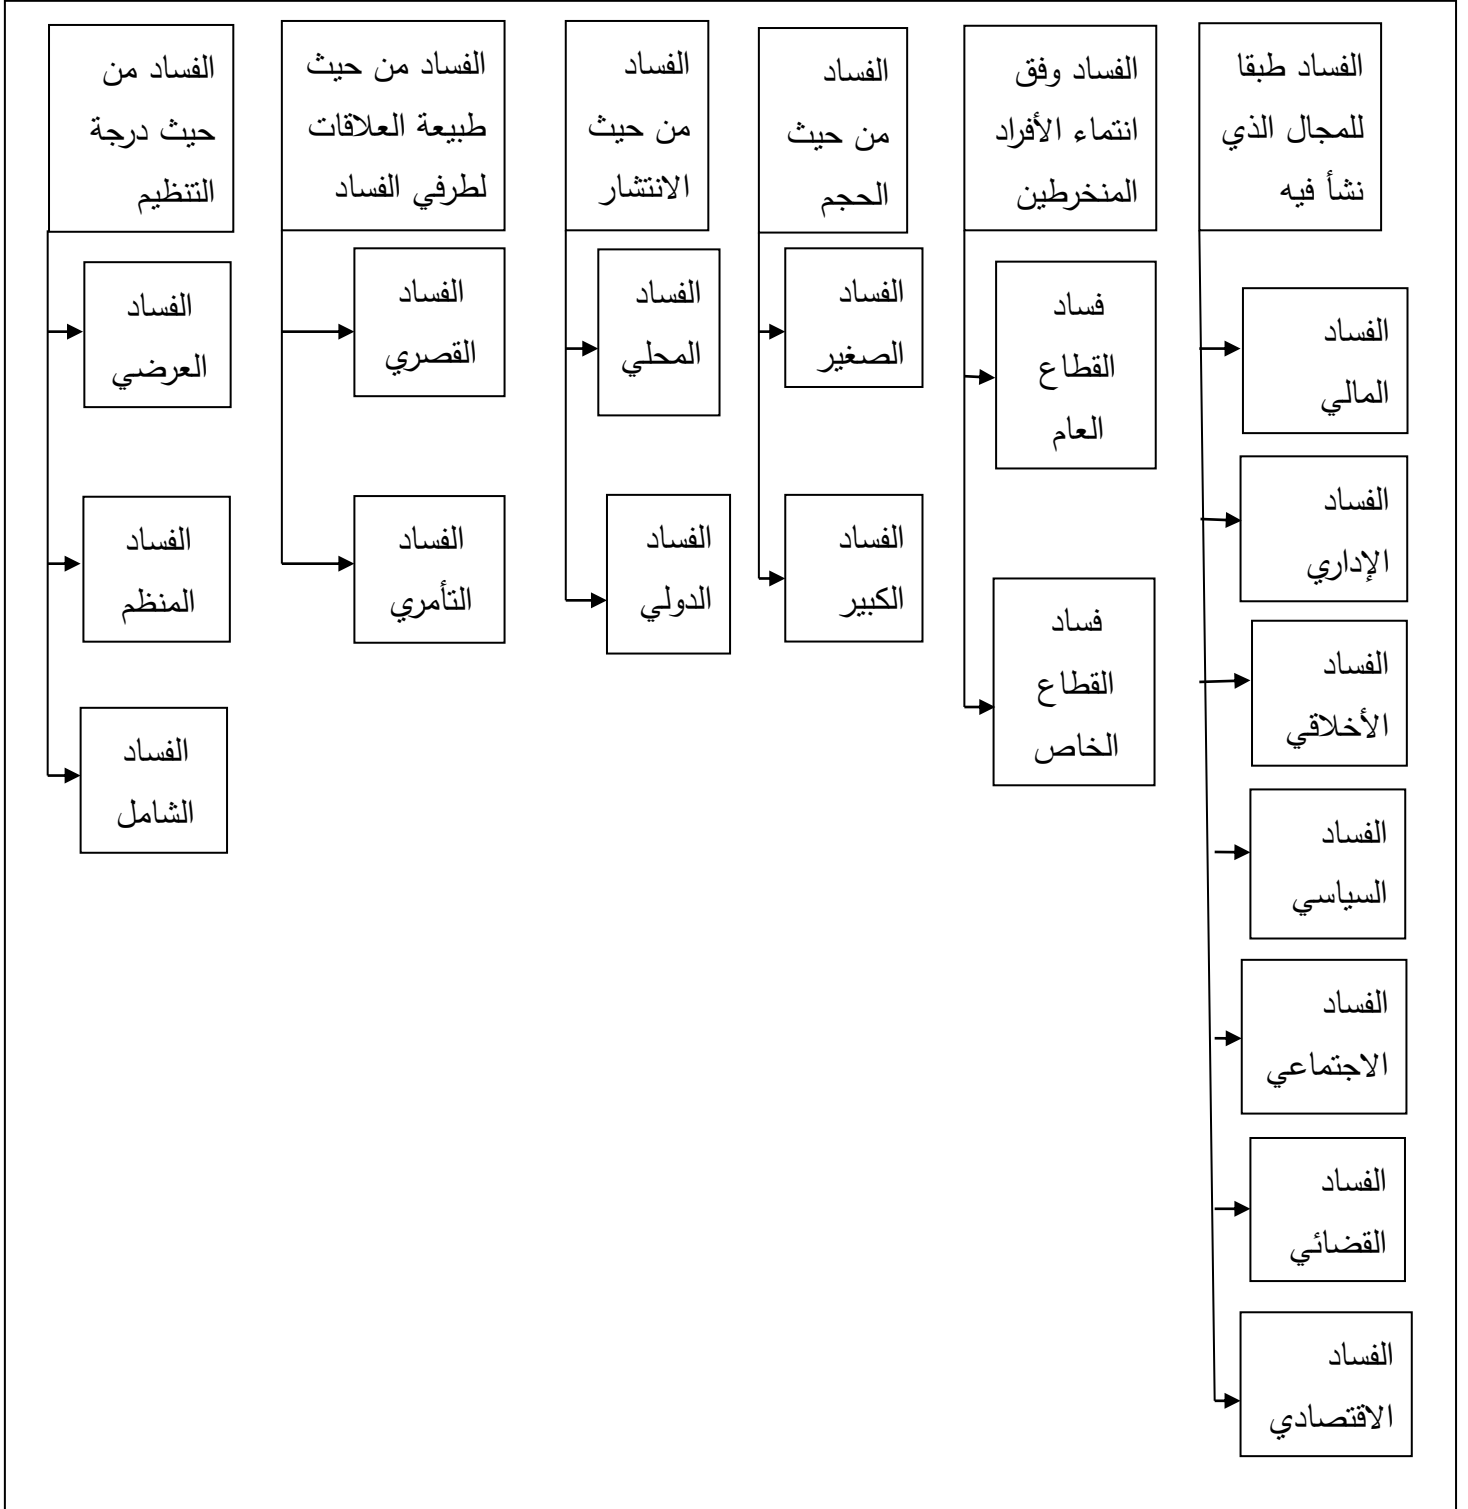 الفساد طبقا
للمجال الذي
نشأ فيه
الفساد
المالي
الفساد
الإداري
الفساد
الأخلاقي
الفساد
السياسي
الفساد
الاجتماعي
الفساد
القضائي
الفساد
الاقتصادي
الفساد وفق
انتماء الأفراد
المنخرطين
فساد
القطاع
العام
فساد
القطاع
الخاص
الفساد
من حيث
الحجم
الفساد
الصغير
الفساد
الكبير
الفساد
من حيث
الانتشار
الفساد
المحلي
الفساد
الدولي
الفساد من حيث
طبيعة العلاقات
لطرفي الفساد
الفساد
القصري
الفساد
التأمري
الفساد من
حيث درجة
التنظيم
الفساد
العرضي
الفساد
المنظم
الفساد
الشامل